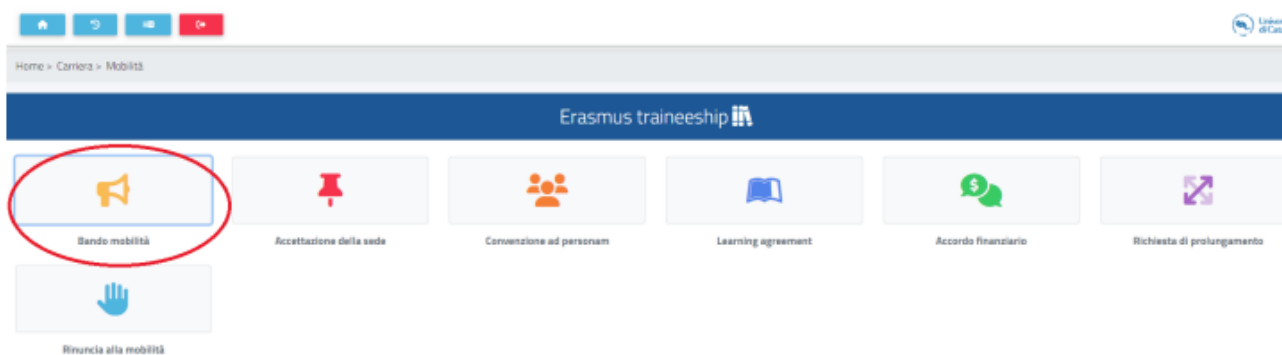 Home > Carriera > Mobilità
Erasmus traineeship
Bando mobilità
Accettazione della sede
Convenzione ad personam
Learning agreement
Accordo finanziario
Richiesta di prolungamento
Rinuncia alla mobilità